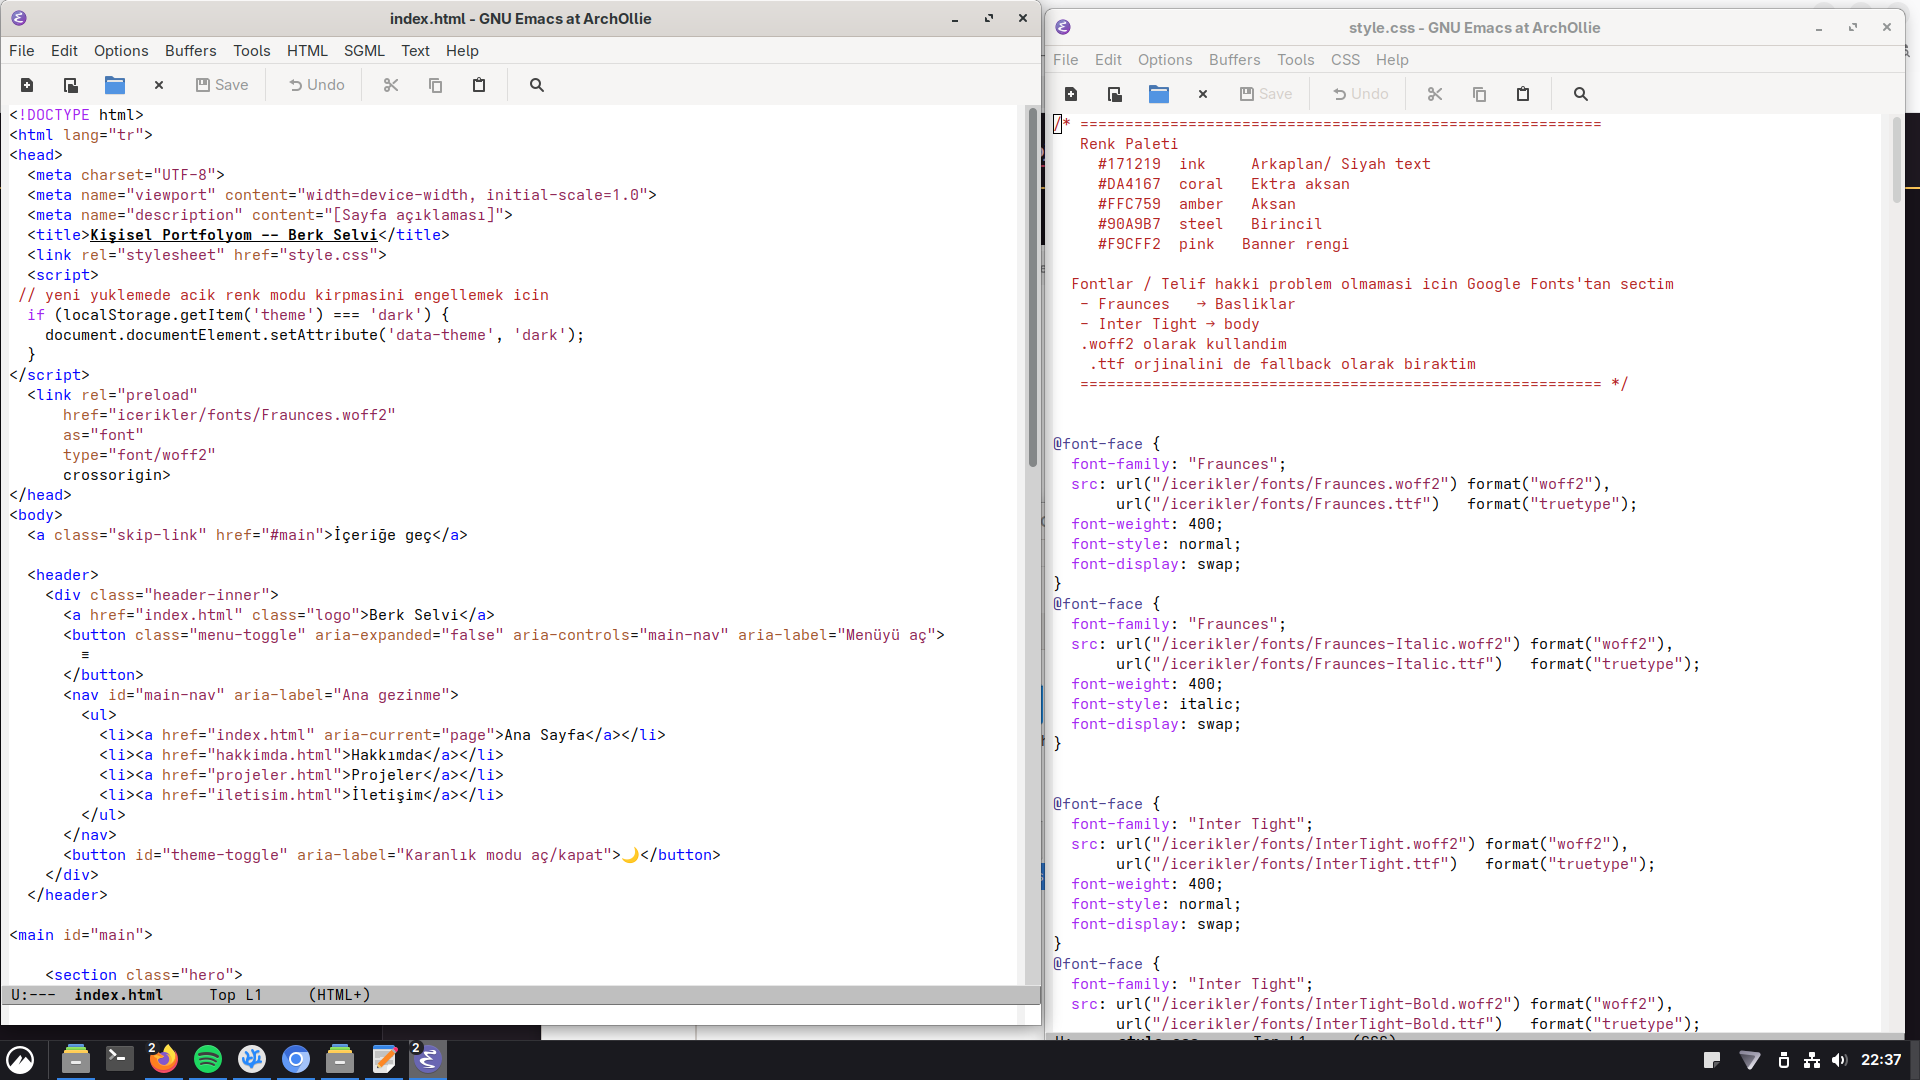 index.html - GNU Emacs at ArchOllie
File Edit Options Buffers Tools HTML SGML Text Help
Save Undo
<!DOCTYPE html>
<html lang="tr">
<head>
<meta charset="UTF-8">
<meta name="viewport" content="width=device-width, initial-scale=1.0">
<meta name="description" content="[Sayfa açıklaması]">
<title>Kişisel Portfolyom -- Berk Selvi</title>
<link rel="stylesheet" href="style.css">
<script>
// yeni yuklemede acik renk modu kirpmasini engellemek icin
if (localStorage.getItem('theme') === 'dark') {
document.documentElement.setAttribute('data-theme', 'dark');
}
</script>
<link rel="preload"
href="icerikler/fonts/Fraunces.woff2"
as="font"
type="font/woff2"
crossorigin>
</head>
<body>
<a class="skip-link" href="#main">İçeriğe geç</a>
<header>
<div class="header-inner">
<a href="index.html" class="logo">Berk Selvi</a>
<button class="menu-toggle" aria-expanded="false" aria-controls="main-nav" aria-label="Menüyü aç">
≡
</button>
<nav id="main-nav" aria-label="Ana gezinme">
<ul>
<li><a href="index.html" aria-current="page">Ana Sayfa</a></li>
<li><a href="hakkimda.html">Hakkımda</a></li>
<li><a href="projeler.html">Projeler</a></li>
<li><a href="iletisim.html">İletişim</a></li>
</ul>
</nav>
<button id="theme-toggle" aria-label="Karanlık modu aç/kapat">🌙</button>
</div>
</header>
<main id="main">
<section class="hero">
U:--- index.html Top L1 (HTML+)
style.css - GNU Emacs at ArchOllie
File Edit Options Buffers Tools CSS Help
Save Undo
/* ==========================================================
Renk Paleti
#171219 ink Arkaplan/ Siyah text
#DA4167 coral Ektra aksan
#FFC759 amber Aksan
#90A9B7 steel Birincil
#F9CFF2 pink Banner rengi
Fontlar / Telif hakki problem olmamasi icin Google Fonts'tan sectim
- Fraunces → Basliklar
- Inter Tight → body
.woff2 olarak kullandim
.ttf orjinalini de fallback olarak biraktim
========================================================== */
@font-face {
font-family: "Fraunces";
src: url("/icerikler/fonts/Fraunces.woff2") format("woff2"),
url("/icerikler/fonts/Fraunces.ttf") format("truetype");
font-weight: 400;
font-style: normal;
font-display: swap;
}
@font-face {
font-family: "Fraunces";
src: url("/icerikler/fonts/Fraunces-Italic.woff2") format("woff2"),
url("/icerikler/fonts/Fraunces-Italic.ttf") format("truetype");
font-weight: 400;
font-style: italic;
font-display: swap;
}
@font-face {
font-family: "Inter Tight";
src: url("/icerikler/fonts/InterTight.woff2") format("woff2"),
url("/icerikler/fonts/InterTight.ttf") format("truetype");
font-weight: 400;
font-style: normal;
font-display: swap;
}
@font-face {
font-family: "Inter Tight";
src: url("/icerikler/fonts/InterTight-Bold.woff2") format("woff2"),
url("/icerikler/fonts/InterTight-Bold.ttf") format("truetype");
2
2
22:37